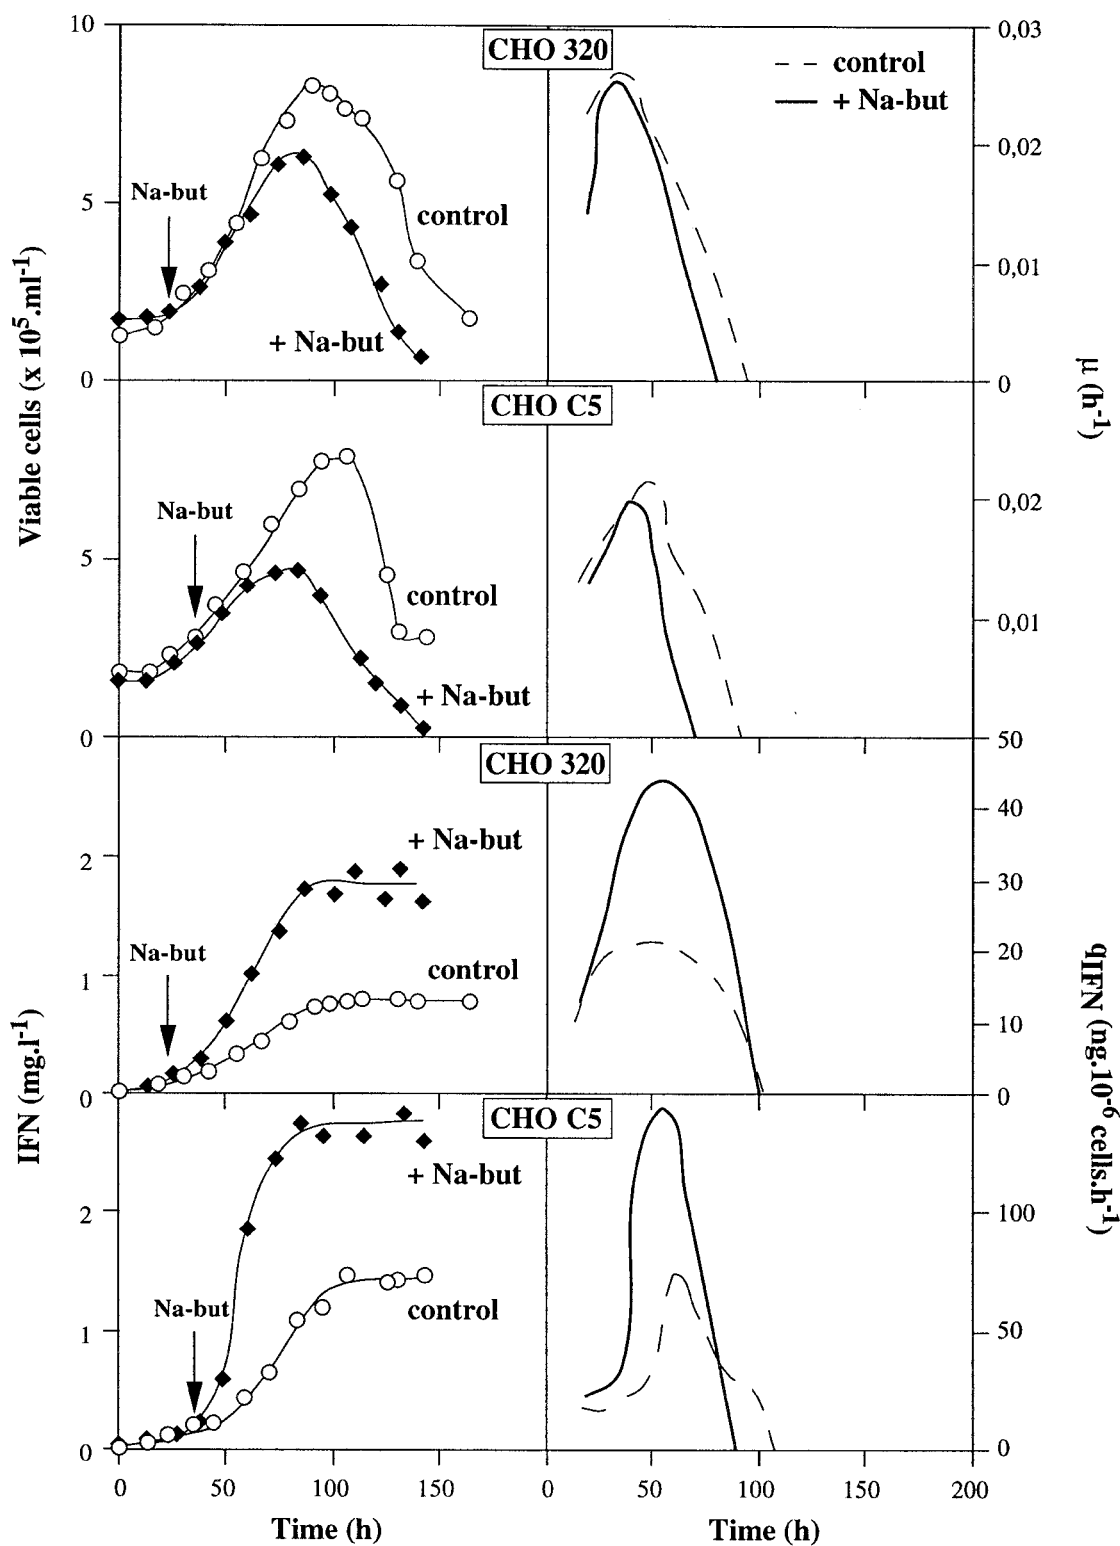 10
CHO 320
0,03
control
+ Na-but
Na-but
0,02
5
control
0,01
+ Na-but
0
0
Viable cells (x 10⁵.ml⁻¹)
μ (h⁻¹)
CHO C5
Na-but
0,02
5
control
0,01
+ Na-but
0
50
CHO 320
40
+ Na-but
2
30
Na-but
20
control
1
10
0
0
IFN (mg.l⁻¹)
qIFN (ng.10⁻⁶ cells.h⁻¹)
CHO C5
+ Na-but
2
100
Na-but
control
1
50
0
0
0 50 100 150 0 50 100 150 200
Time (h) Time (h)